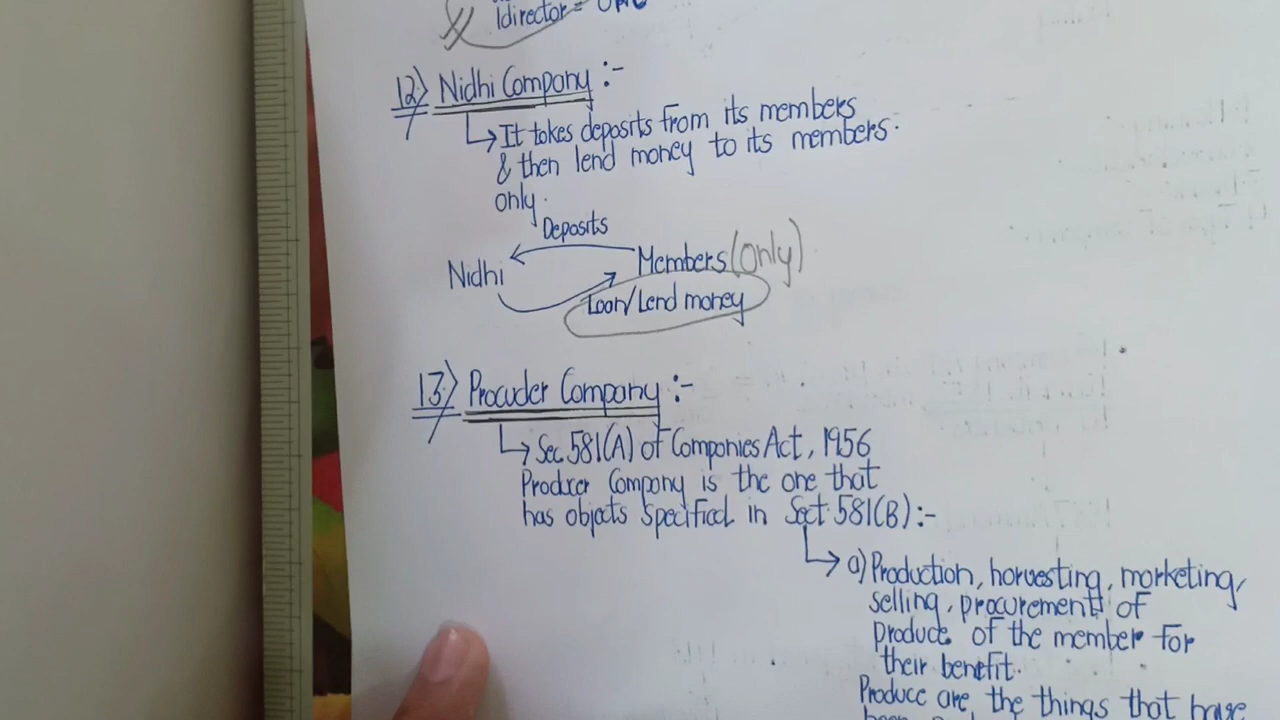 1director =
12) Nidhi Company :-
↳ It takes deposits from its members
& then lend money to its members.
only.
Deposits
Nidhi Members (only)
Loan/Lend money
13) Procuder Company :-
↳ Sec 581(A) of Companies Act, 1956
Producer Company is the one that
has objects specified in Sect. 581(B) :-
↳ a) Production, harvesting, marketing,
selling, procurement of
produce of the member for
their benefit.
Produce are the things that have
been